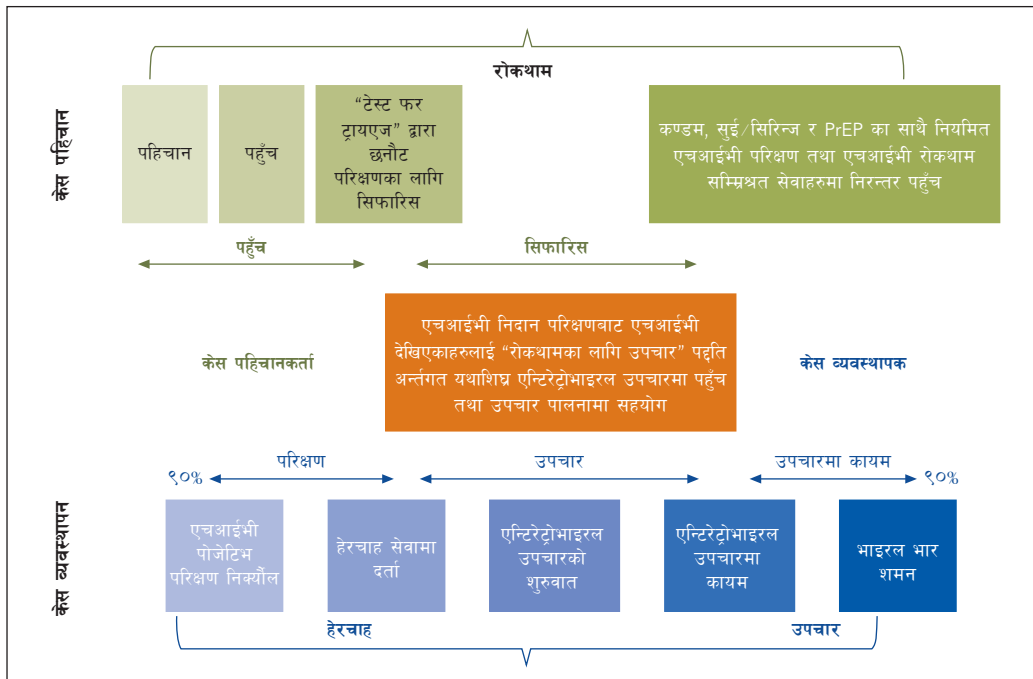 रोकथाम
केस पहिचान
पहिचान
पहुँच
“टेस्ट फर
ट्रायएज” द्वारा
छनौट
परिक्षणका लागि
सिफारिस
कण्डम, सुई/सिरिन्ज र PrEP का साथै नियमित
एचआईभी परिक्षण तथा एचआईभी रोकथाम
सम्म्रिश्रत सेवाहरुमा निरन्तर पहुँच
पहुँच
सिफारिस
केस पहिचानकर्ता
एचआईभी निदान परिक्षणबाट एचआईभी
देखिएकाहरुलाई “रोकथामका लागि उपचार” पद्दति
अर्न्तगत यथाशिघ्र एन्टिरेट्रोभाइरल उपचारमा पहुँच
तथा उपचार पालनामा सहयोग
केस व्यवस्थापक
९०%
परिक्षण
उपचार
उपचारमा कायम
९०%
केस व्यवस्थापन
एचआईभी
पोजेटिभ
परिक्षण निर्क्यौल
हेरचाह सेवामा
दर्ता
एन्टिरेट्रोभाइरल
उपचारको
शुरुवात
एन्टिरेट्रोभाइरल
उपचारमा
कायम
भाइरल भार
शमन
हेरचाह
उपचार